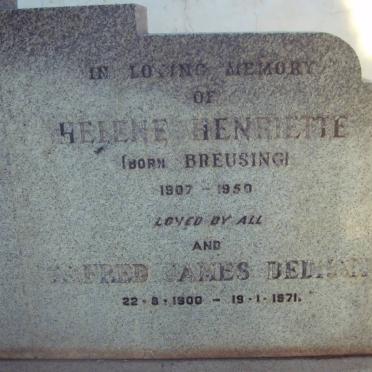 IN LOVING MEMORY
OF
HELENE HENRIETTE
(BORN BREUSING)
1907 - 1950
LOVED BY ALL
AND
JAMES
22 · 8 · 1900 - 19 · 1 · 1971.